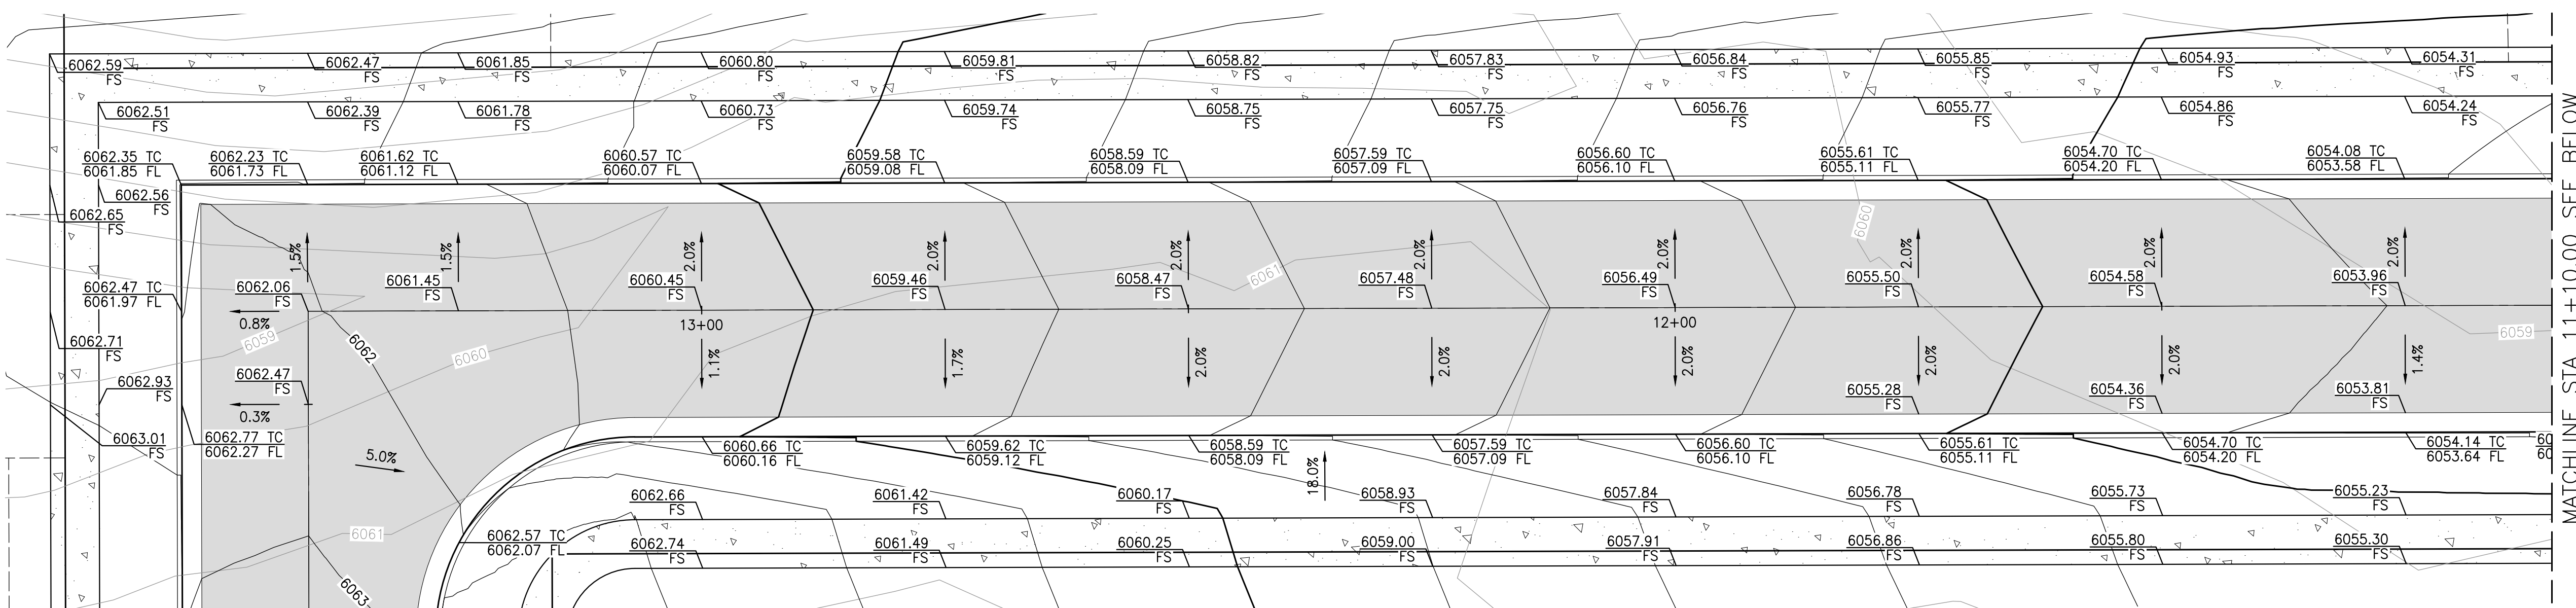 6062.59
FS
6062.47
FS
6061.85
FS
6060.80
FS
6059.81
FS
6058.82
FS
6057.83
FS
6056.84
FS
6055.85
FS
6054.93
FS
6054.31
FS
6062.51
FS
6062.39
FS
6061.78
FS
6060.73
FS
6059.74
FS
6058.75
FS
6057.75
FS
6056.76
FS
6055.77
FS
6054.86
FS
6054.24
FS
6062.35 TC
6061.85 FL
6062.23 TC
6061.73 FL
6061.62 TC
6061.12 FL
6060.57 TC
6060.07 FL
6059.58 TC
6059.08 FL
6058.59 TC
6058.09 FL
6057.59 TC
6057.09 FL
6056.60 TC
6056.10 FL
6055.61 TC
6055.11 FL
6054.70 TC
6054.20 FL
6054.08 TC
6053.58 FL
6062.56
FS
6062.65
FS
1.5%
1.5%
2.0%
2.0%
2.0%
2.0%
2.0%
2.0%
2.0%
2.0%
6060
6061
6062.47 TC
6061.97 FL
6062.06
FS
6061.45
FS
6060.45
FS
6059.46
FS
6058.47
FS
6057.48
FS
6056.49
FS
6055.50
FS
6054.58
FS
6053.96
FS
0.8%
13+00
12+00
6059
6059
6060
6062
6062.71
FS
1.1%
1.7%
2.0%
2.0%
2.0%
2.0%
2.0%
1.4%
6062.93
FS
6062.47
FS
6055.28
FS
6054.36
FS
6053.81
FS
0.3%
6063.01
FS
6062.77 TC
6062.27 FL
5.0%
6060.66 TC
6060.16 FL
6059.62 TC
6059.12 FL
6058.59 TC
6058.09 FL
6057.59 TC
6057.09 FL
6056.60 TC
6056.10 FL
6055.61 TC
6055.11 FL
6054.70 TC
6054.20 FL
6054.14 TC
6053.64 FL
60
60
18.0%
6062.66
FS
6061.42
FS
6060.17
FS
6058.93
FS
6057.84
FS
6056.78
FS
6055.73
FS
6055.23
FS
6061
6062.57 TC
6062.07 FL
6062.74
FS
6061.49
FS
6060.25
FS
6059.00
FS
6057.91
FS
6056.86
FS
6055.80
FS
6055.30
FS
6063
MATCHLINE STA 11+10.00 SEE BELOW